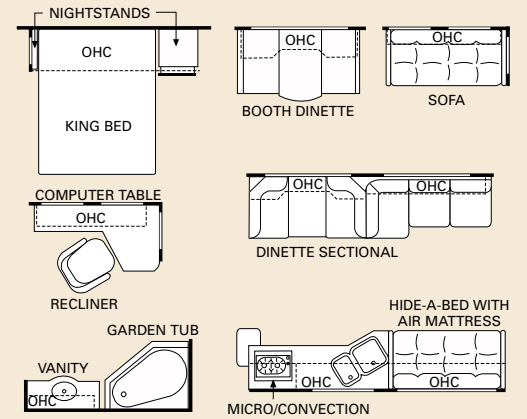 NIGHTSTANDS
OHC
KING BED
OHC
BOOTH DINETTE
OHC
SOFA
COMPUTER TABLE
OHC
RECLINER
OHC
OHC
DINETTE SECTIONAL
GARDEN TUB
VANITY
OHC
HIDE-A-BED WITH
AIR MATTRESS
OHC
OHC
MICRO/CONVECTION